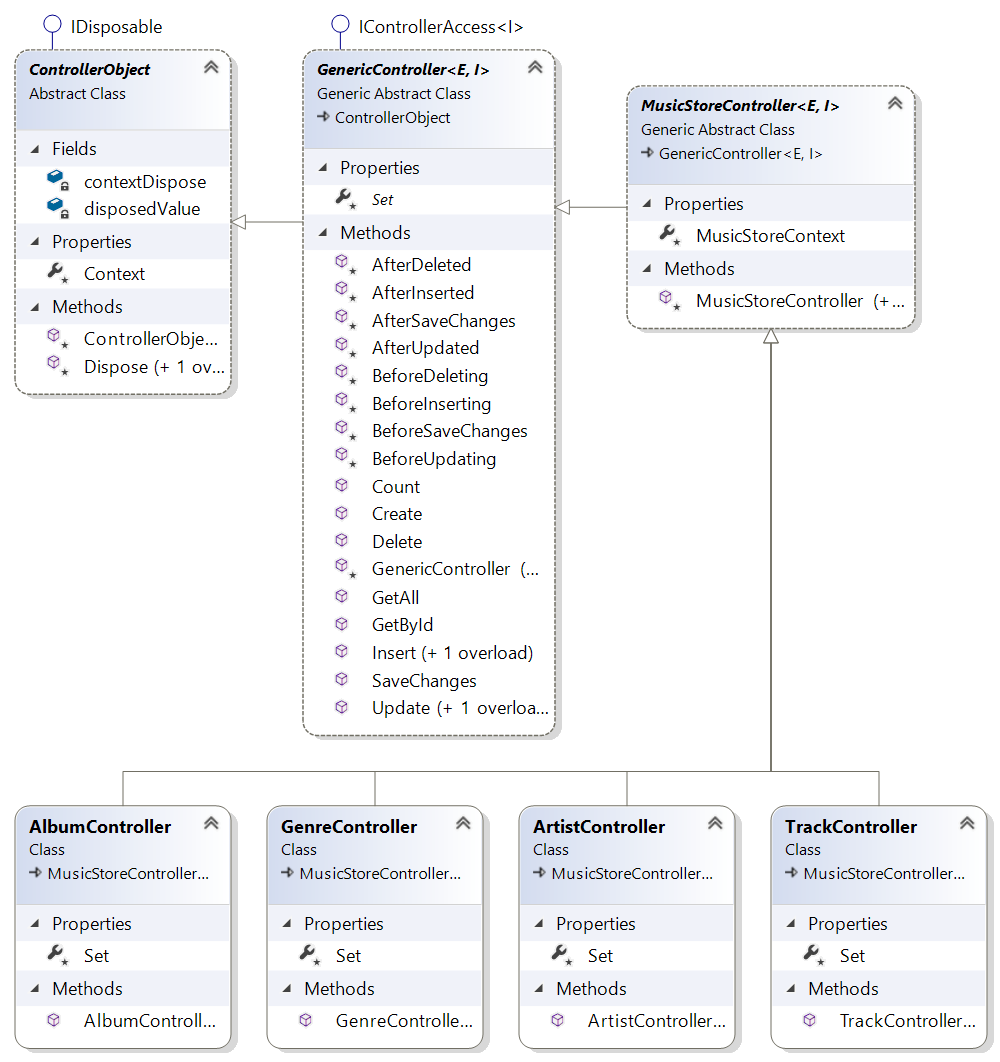 IDisposable
ControllerObject
Abstract Class
Fields
contextDispose
disposedValue
Properties
Context
Methods
ControllerObje...
Dispose (+ 1 ov...
IControllerAccess<I>
GenericController<E, I>
Generic Abstract Class
ControllerObject
Properties
Set
Methods
AfterDeleted
AfterInserted
AfterSaveChanges
AfterUpdated
BeforeDeleting
BeforeInserting
BeforeSaveChanges
BeforeUpdating
Count
Create
Delete
GenericController (...
GetAll
GetById
Insert (+ 1 overload)
SaveChanges
Update (+ 1 overloa...
MusicStoreController<E, I>
Generic Abstract Class
GenericController<E, I>
Properties
MusicStoreContext
Methods
MusicStoreController (+ ...
AlbumController
Class
MusicStoreController...
Properties
Set
Methods
AlbumControll...
GenreController
Class
MusicStoreController...
Properties
Set
Methods
GenreControlle...
ArtistController
Class
MusicStoreController...
Properties
Set
Methods
ArtistController...
TrackController
Class
MusicStoreController...
Properties
Set
Methods
TrackController...